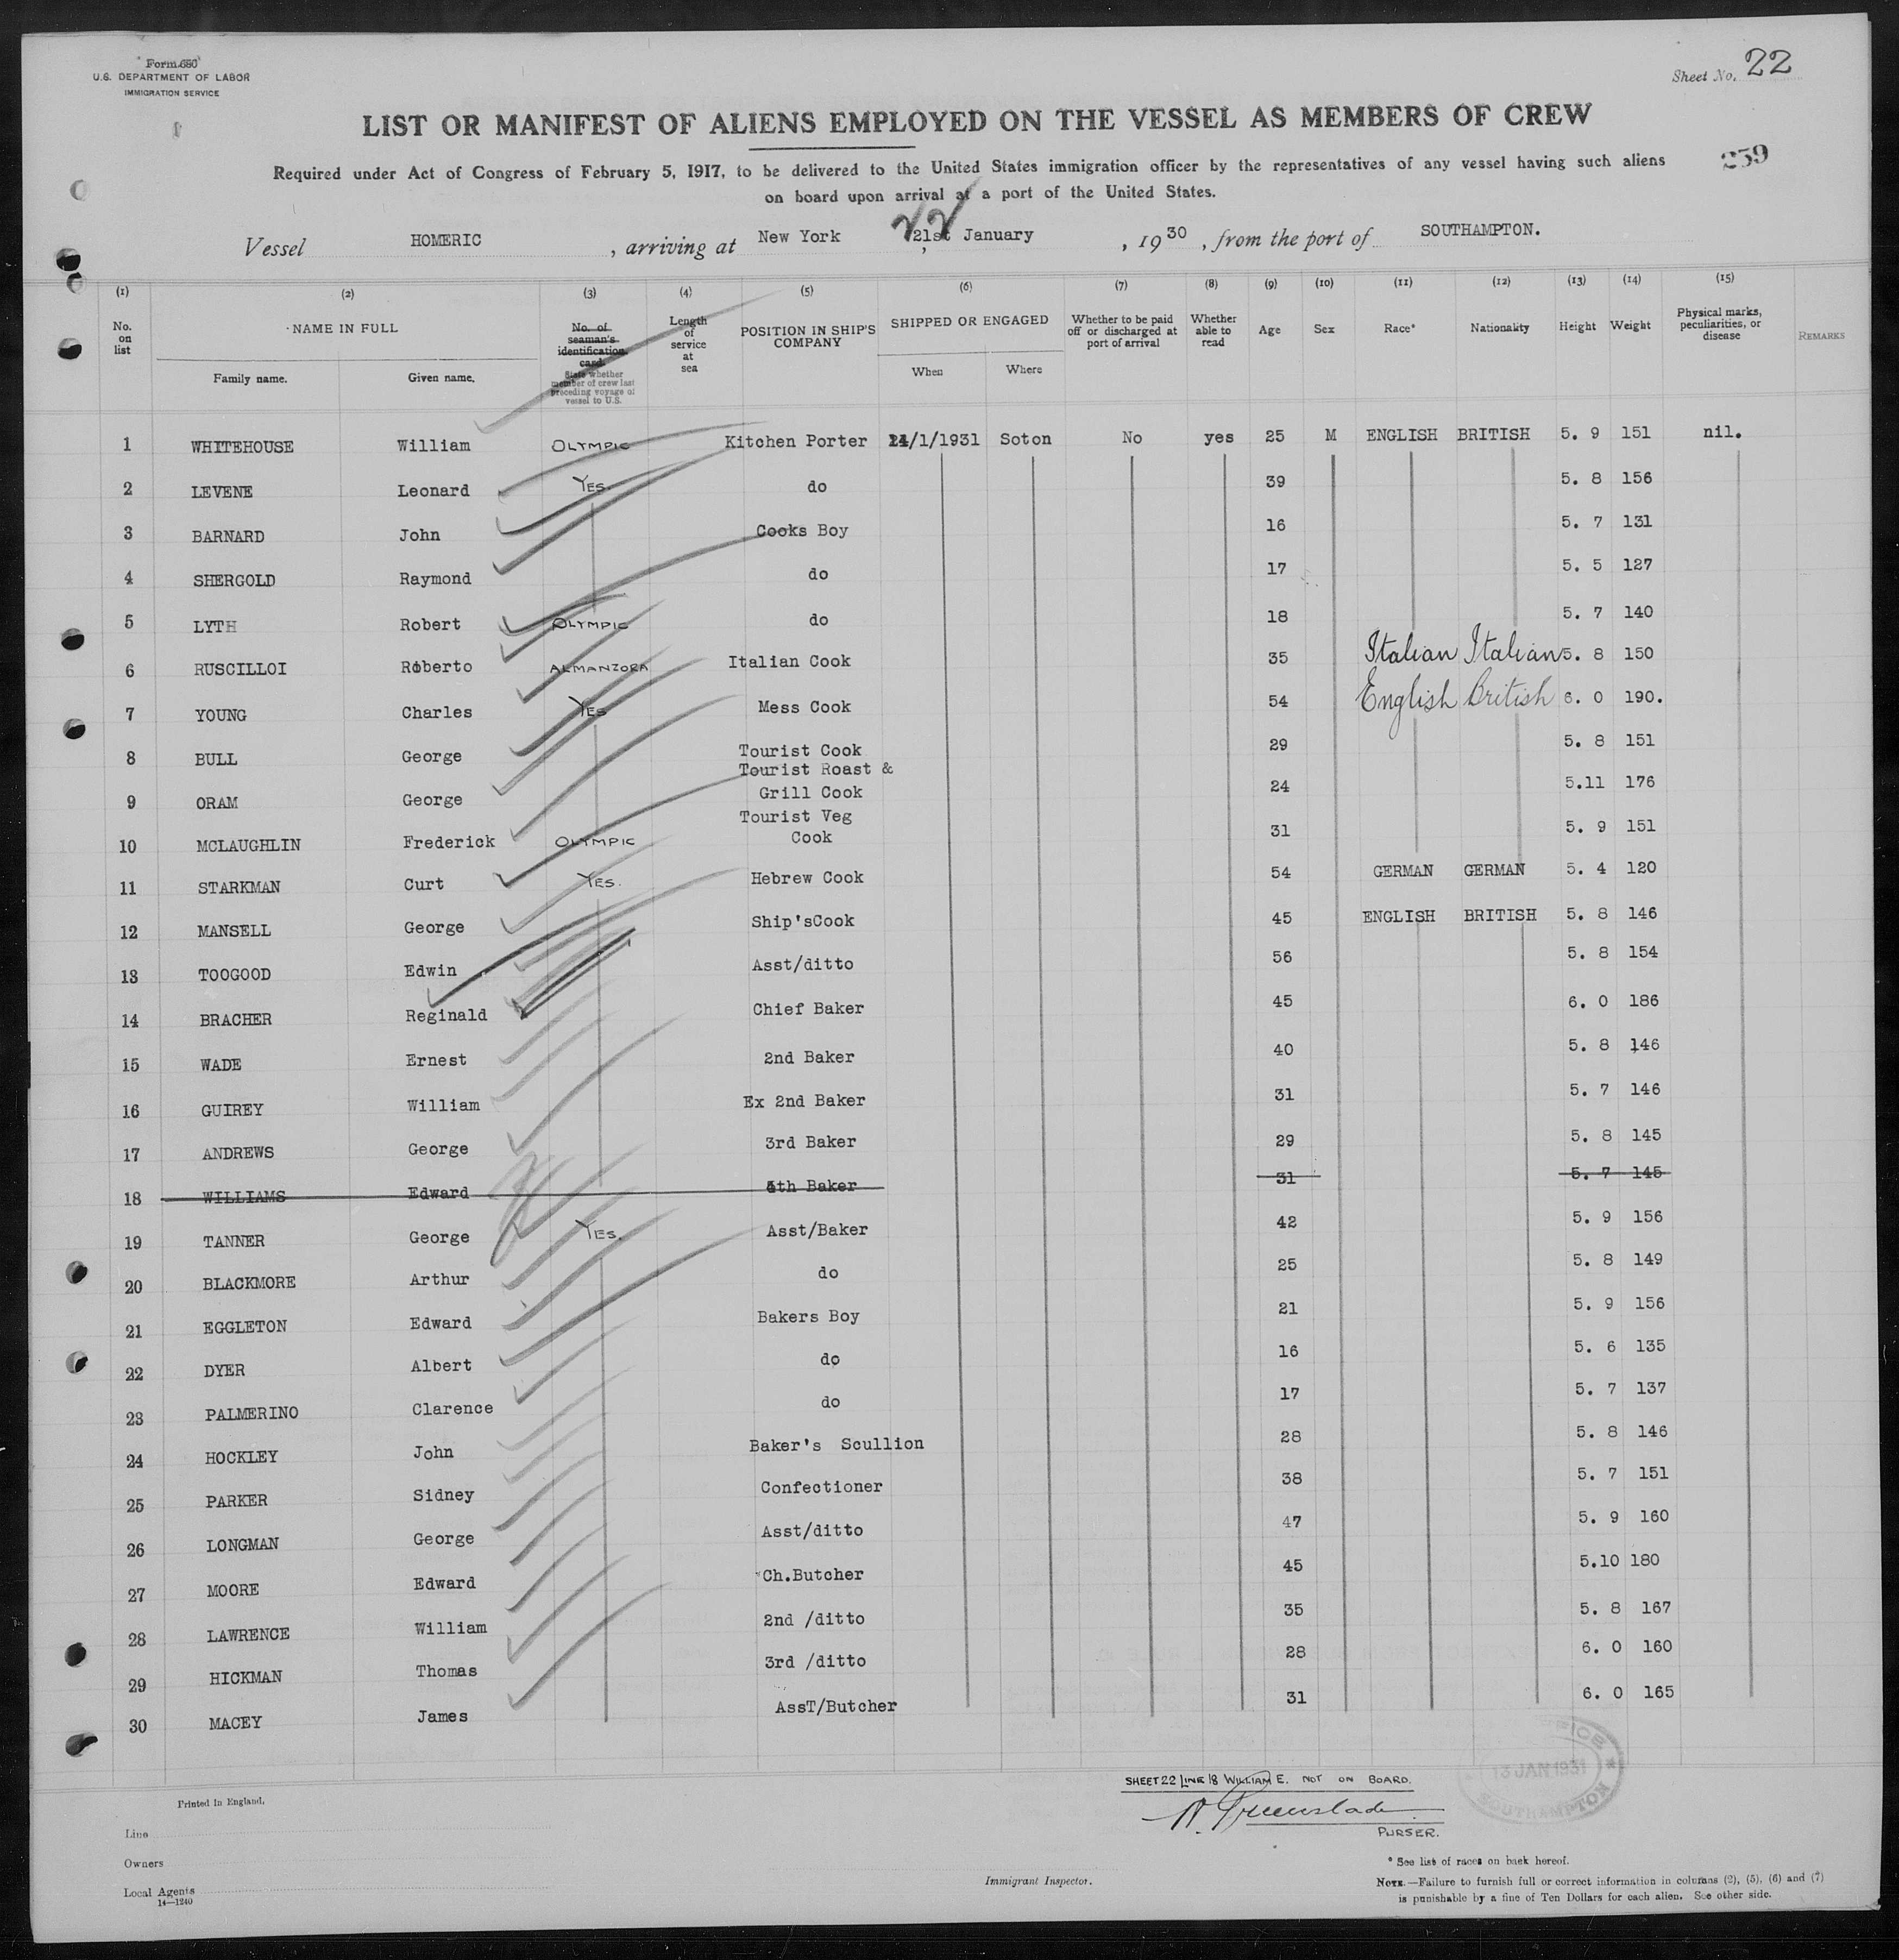 Form 680
U.S. DEPARTMENT OF LABOR
IMMIGRATION SERVICE
Sheet No. 22
LIST OR MANIFEST OF ALIENS EMPLOYED ON THE VESSEL AS MEMBERS OF CREW
259
Required under Act of Congress of February 5, 1917, to be delivered to the United States immigration officer by the representatives of any vessel having such aliens
on board upon arrival at a port of the United States.
Vessel HOMERIC , arriving at New York 22 21st January , 1930 , from the port of SOUTHAMPTON.
(1) (2) (3) (4) (5) (6) (7) (8) (9) (10) (11) (12) (13) (14) (15)
No. on list NAME IN FULL Family name. Given name. No. of seaman's identification card. State whether member of crew last preceding voyage of vessel to U.S. Length of service at sea POSITION IN SHIP'S COMPANY SHIPPED OR ENGAGED When Where Whether to be paid off or discharged at port of arrival Whether able to read Age Sex Race* Nationality Height Weight Physical marks, peculiarities, or disease REMARKS
1 WHITEHOUSE William OLYMPIC Kitchen Porter 14/1/1931 Soton No yes 25 M ENGLISH BRITISH 5. 9 151 nil.
2 LEVENE Leonard YES. do 39 5. 8 156
3 BARNARD John Cooks Boy 16 5. 7 131
4 SHERGOLD Raymond do 17 5. 5 127
5 LYTH Robert OLYMPIC do 18 5. 7 140
6 RUSCILLOI Roberto ALMANZORA Italian Cook 35 Italian Italian 5. 8 150
7 YOUNG Charles YES Mess Cook 54 English British 6. 0 190.
8 BULL George Tourist Cook 29 5. 8 151
9 ORAM George Tourist Roast & Grill Cook 24 5.11 176
10 MCLAUGHLIN Frederick OLYMPIC Tourist Veg Cook 31 5. 9 151
11 STARKMAN Curt YES. Hebrew Cook 54 GERMAN GERMAN 5. 4 120
12 MANSELL George Ship'sCook 45 ENGLISH BRITISH 5. 8 146
13 TOOGOOD Edwin Asst/ditto 56 5. 8 154
14 BRACHER Reginald Chief Baker 45 6. 0 186
15 WADE Ernest 2nd Baker 40 5. 8 146
16 GUIREY William Ex 2nd Baker 31 5. 7 146
17 ANDREWS George 3rd Baker 29 5. 8 145
18 WILLIAMS Edward 4th Baker 31 5. 7 145
19 TANNER George YES. Asst/Baker 42 5. 9 156
20 BLACKMORE Arthur do 25 5. 8 149
21 EGGLETON Edward Bakers Boy 21 5. 9 156
22 DYER Albert do 16 5. 6 135
23 PALMERINO Clarence do 17 5. 7 137
24 HOCKLEY John Baker's Scullion 28 5. 8 146
25 PARKER Sidney Confectioner 38 5. 7 151
26 LONGMAN George Asst/ditto 47 5. 9 160
27 MOORE Edward Ch.Butcher 45 5.10 180
28 LAWRENCE William 2nd /ditto 35 5. 8 167
29 HICKMAN Thomas 3rd /ditto 28 6. 0 160
30 MACEY James AssT/Butcher 31 6. 0 165
SHEET 22 LINE 18 WILLIAM E. NOT ON BOARD.
Greenslade
PURSER.
13 JAN 1931
SOUTHAMPTON
Printed in England.
Line
Owners
Local Agents
14—1240
Immigrant Inspector.
* See list of races on back hereof.
NOTE.—Failure to furnish full or correct information in columns (2), (5), (6) and (7)
is punishable by a fine of Ten Dollars for each alien. See other side.